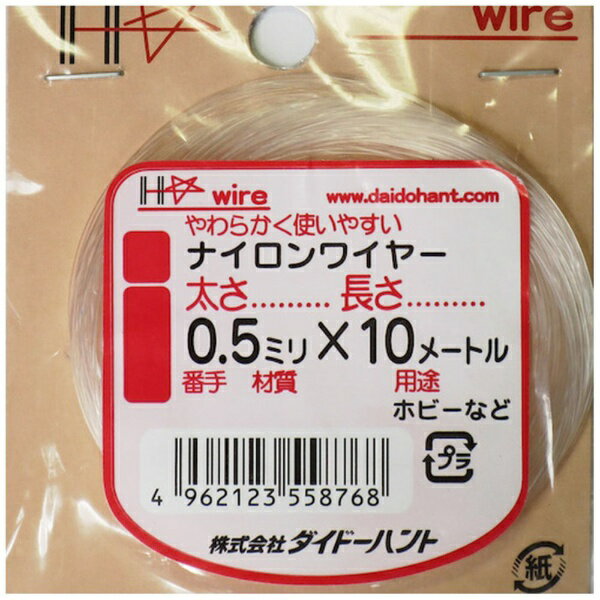 H☆ wire
H☆ wire www.daidohant.com
やわらかく使いやすい
ナイロンワイヤー
太さ......... 長さ.........
0.5ミリ×10メートル
番手 材質 用途
ホビーなど
プラ
4 962123 558768
株式会社ダイドーハント
紙